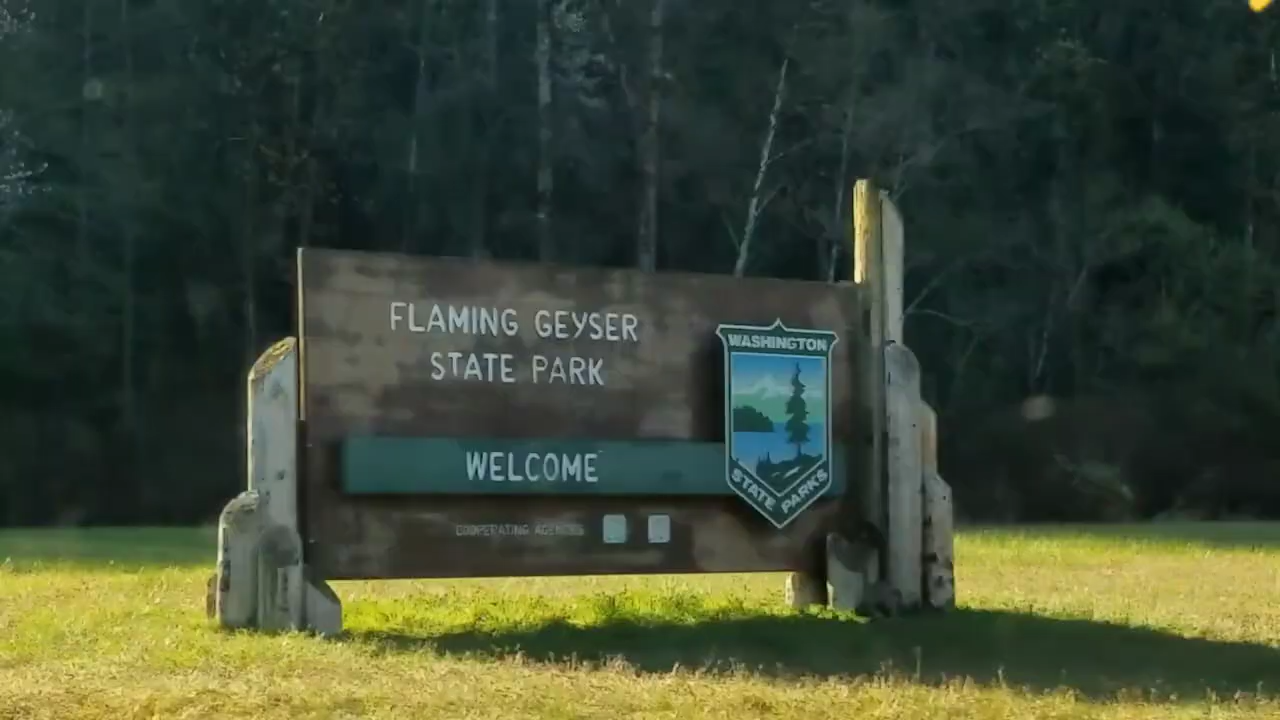 FLAMING GEYSER
STATE PARK
WASHINGTON
WELCOME
STATE PARKS
COOPERATING AGENCIES